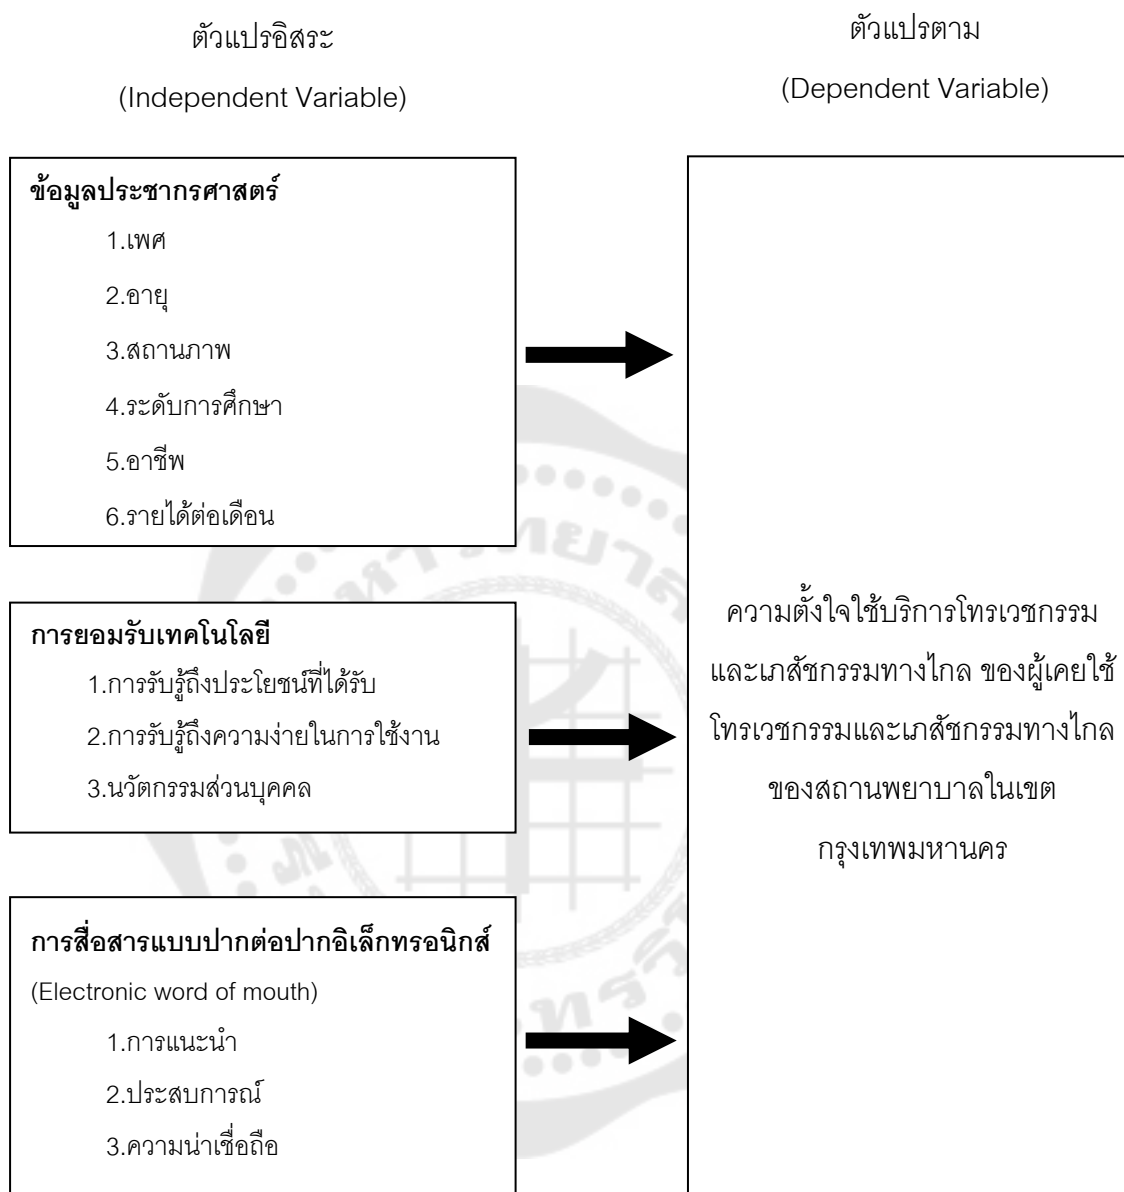 ตัวแปรอิสระ
(Independent Variable)
ตัวแปรตาม
(Dependent Variable)
ข้อมูลประชากรศาสตร์
1.เพศ
2.อายุ
3.สถานภาพ
4.ระดับการศึกษา
5.อาชีพ
6.รายได้ต่อเดือน
การยอมรับเทคโนโลยี
1.การรับรู้ถึงประโยชน์ที่ได้รับ
2.การรับรู้ถึงความง่ายในการใช้งาน
3.นวัตกรรมส่วนบุคคล
การสื่อสารแบบปากต่อปากอิเล็กทรอนิกส์
(Electronic word of mouth)
1.การแนะนำ
2.ประสบการณ์
3.ความน่าเชื่อถือ
ความตั้งใจใช้บริการโทรเวชกรรม
และเภสัชกรรมทางไกล ของผู้เคยใช้
โทรเวชกรรมและเภสัชกรรมทางไกล
ของสถานพยาบาลในเขต
กรุงเทพมหานคร